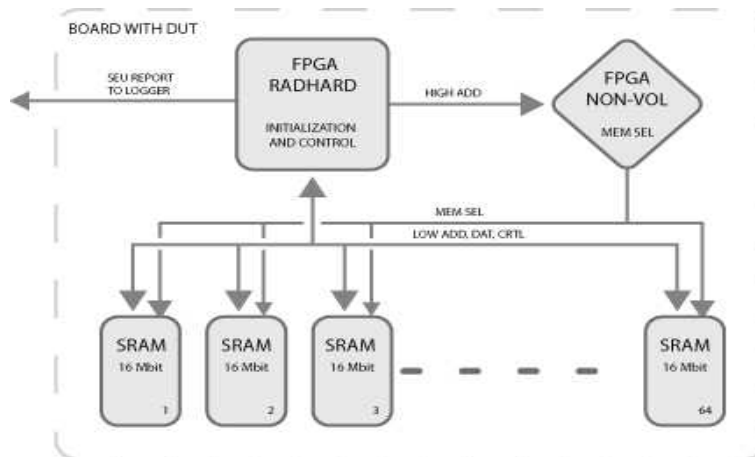 BOARD WITH DUT
SEU REPORT
TO LOGGER
FPGA
RADHARD
INITIALIZATION
AND CONTROL
HIGH ADD
FPGA
NON-VOL
MEM SEL
MEM SEL
LOW ADD, DAT, CRTL
SRAM
16 Mbit
1
SRAM
16 Mbit
2
SRAM
16 Mbit
3
SRAM
16 Mbit
64